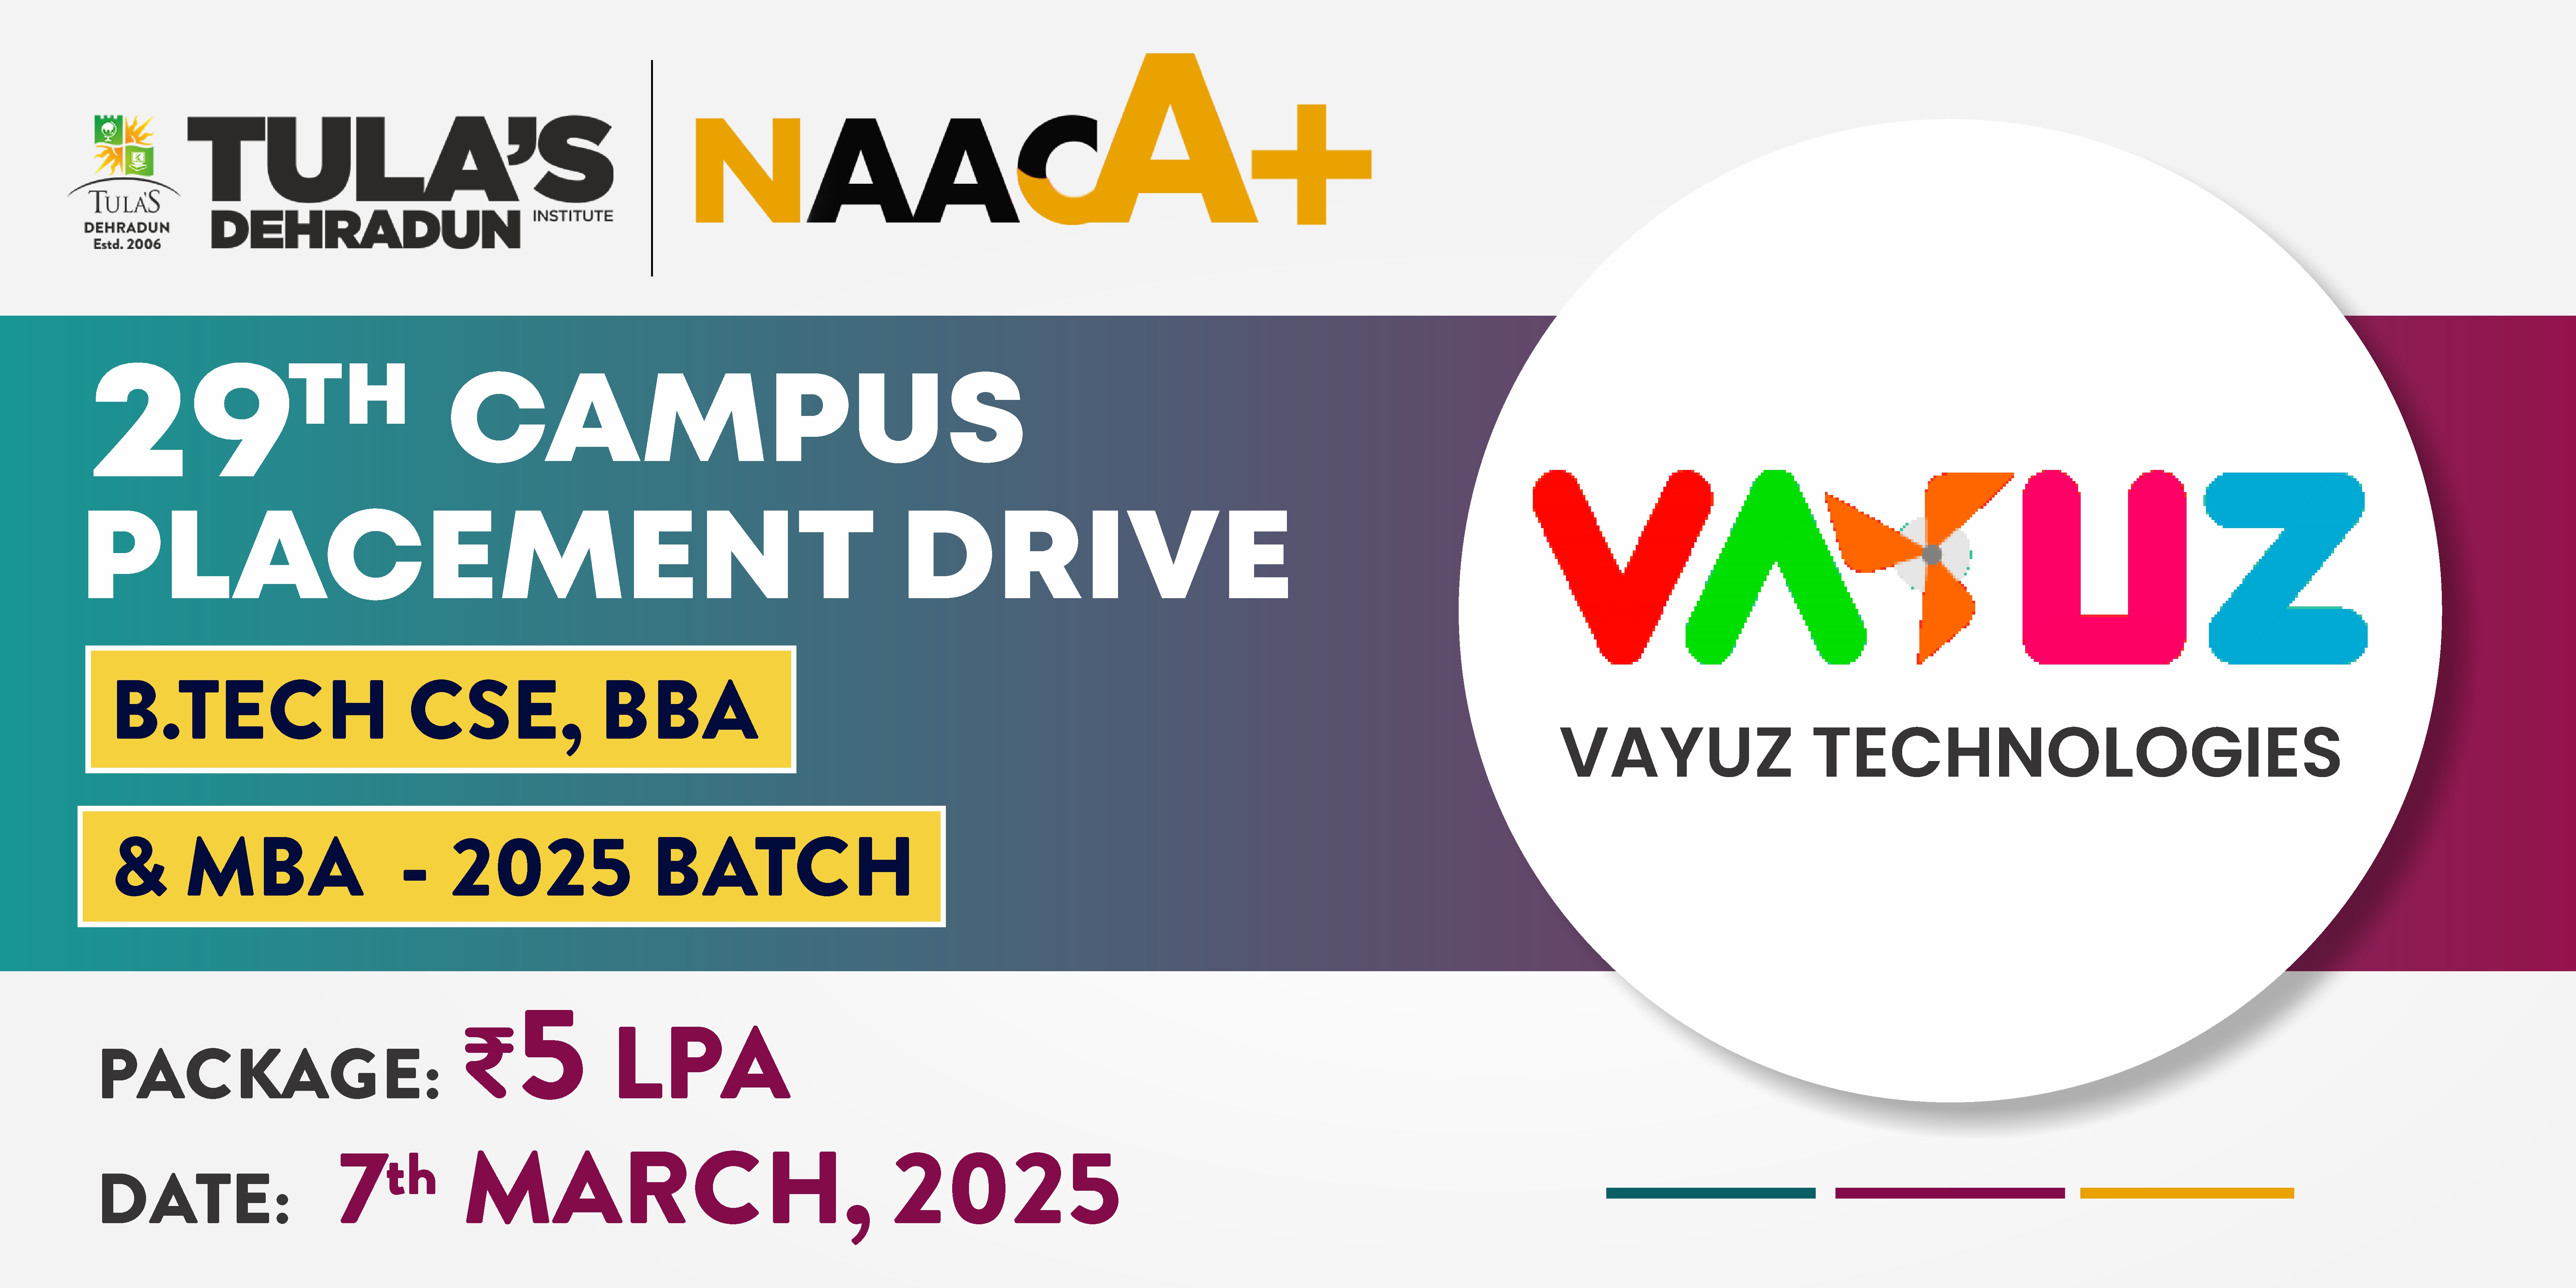 TULA'S
DEHRADUN
Estd. 2006
TULA'S
DEHRADUN INSTITUTE
NAAC A+
29TH CAMPUS
PLACEMENT DRIVE
B.TECH CSE, BBA
& MBA - 2025 BATCH
PACKAGE: ₹5 LPA
DATE: 7th MARCH, 2025
VAYUZ
VAYUZ TECHNOLOGIES